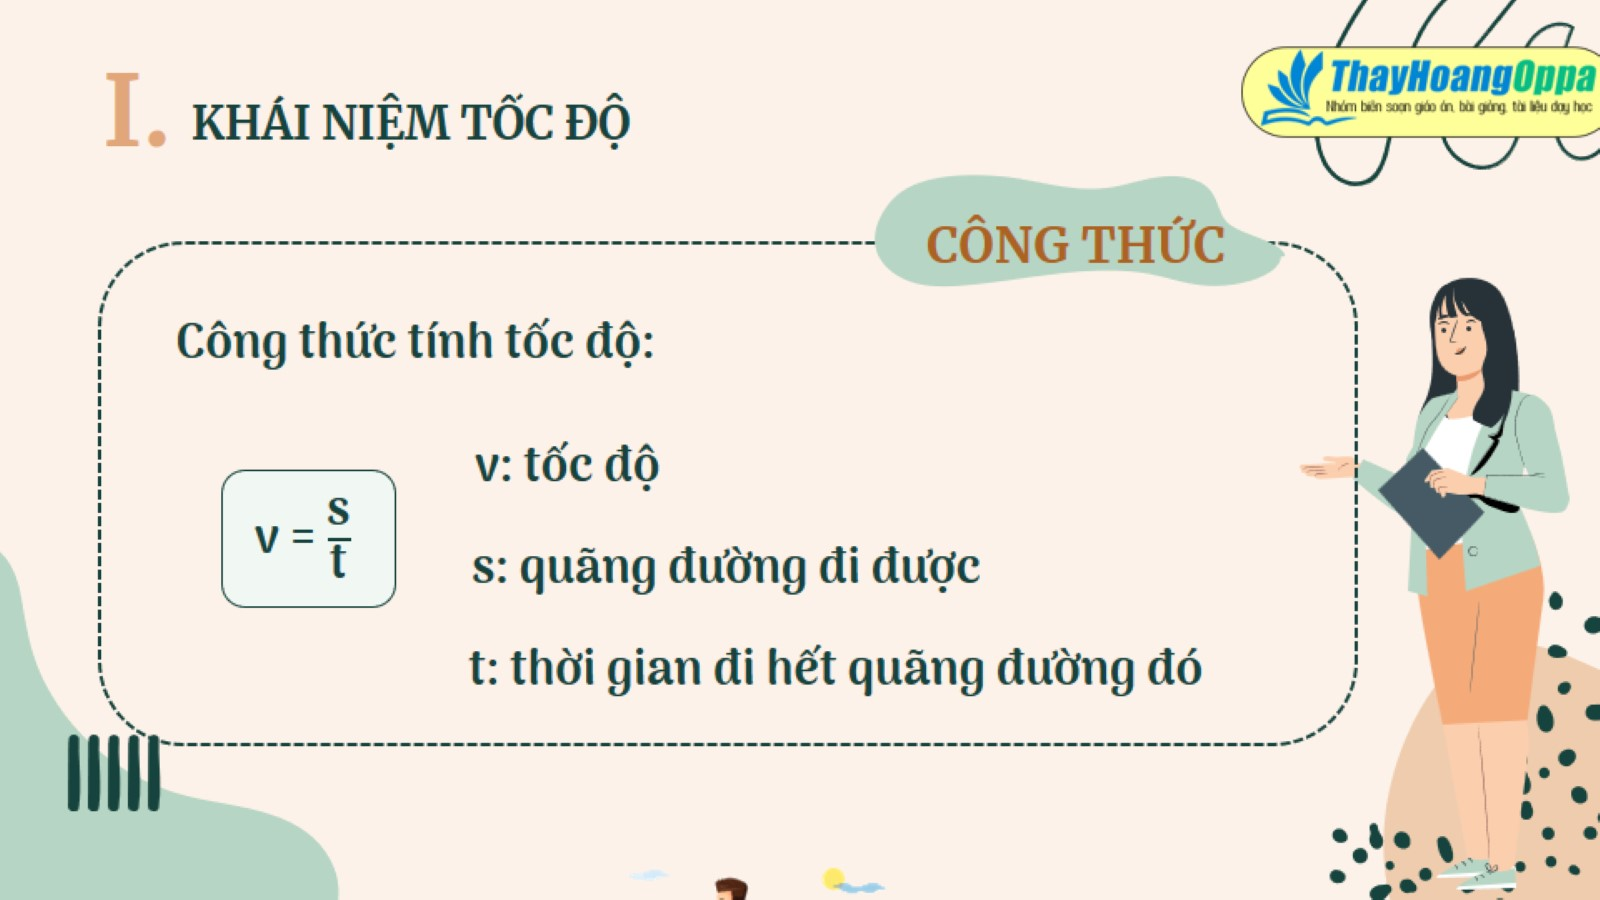 I. KHÁI NIỆM TỐC ĐỘ
ThayHoangOppa
Nhóm biên soạn giáo án, bài giảng, tài liệu dạy học
CÔNG THỨC
Công thức tính tốc độ:
v = s/t
v: tốc độ
s: quãng đường đi được
t: thời gian đi hết quãng đường đó